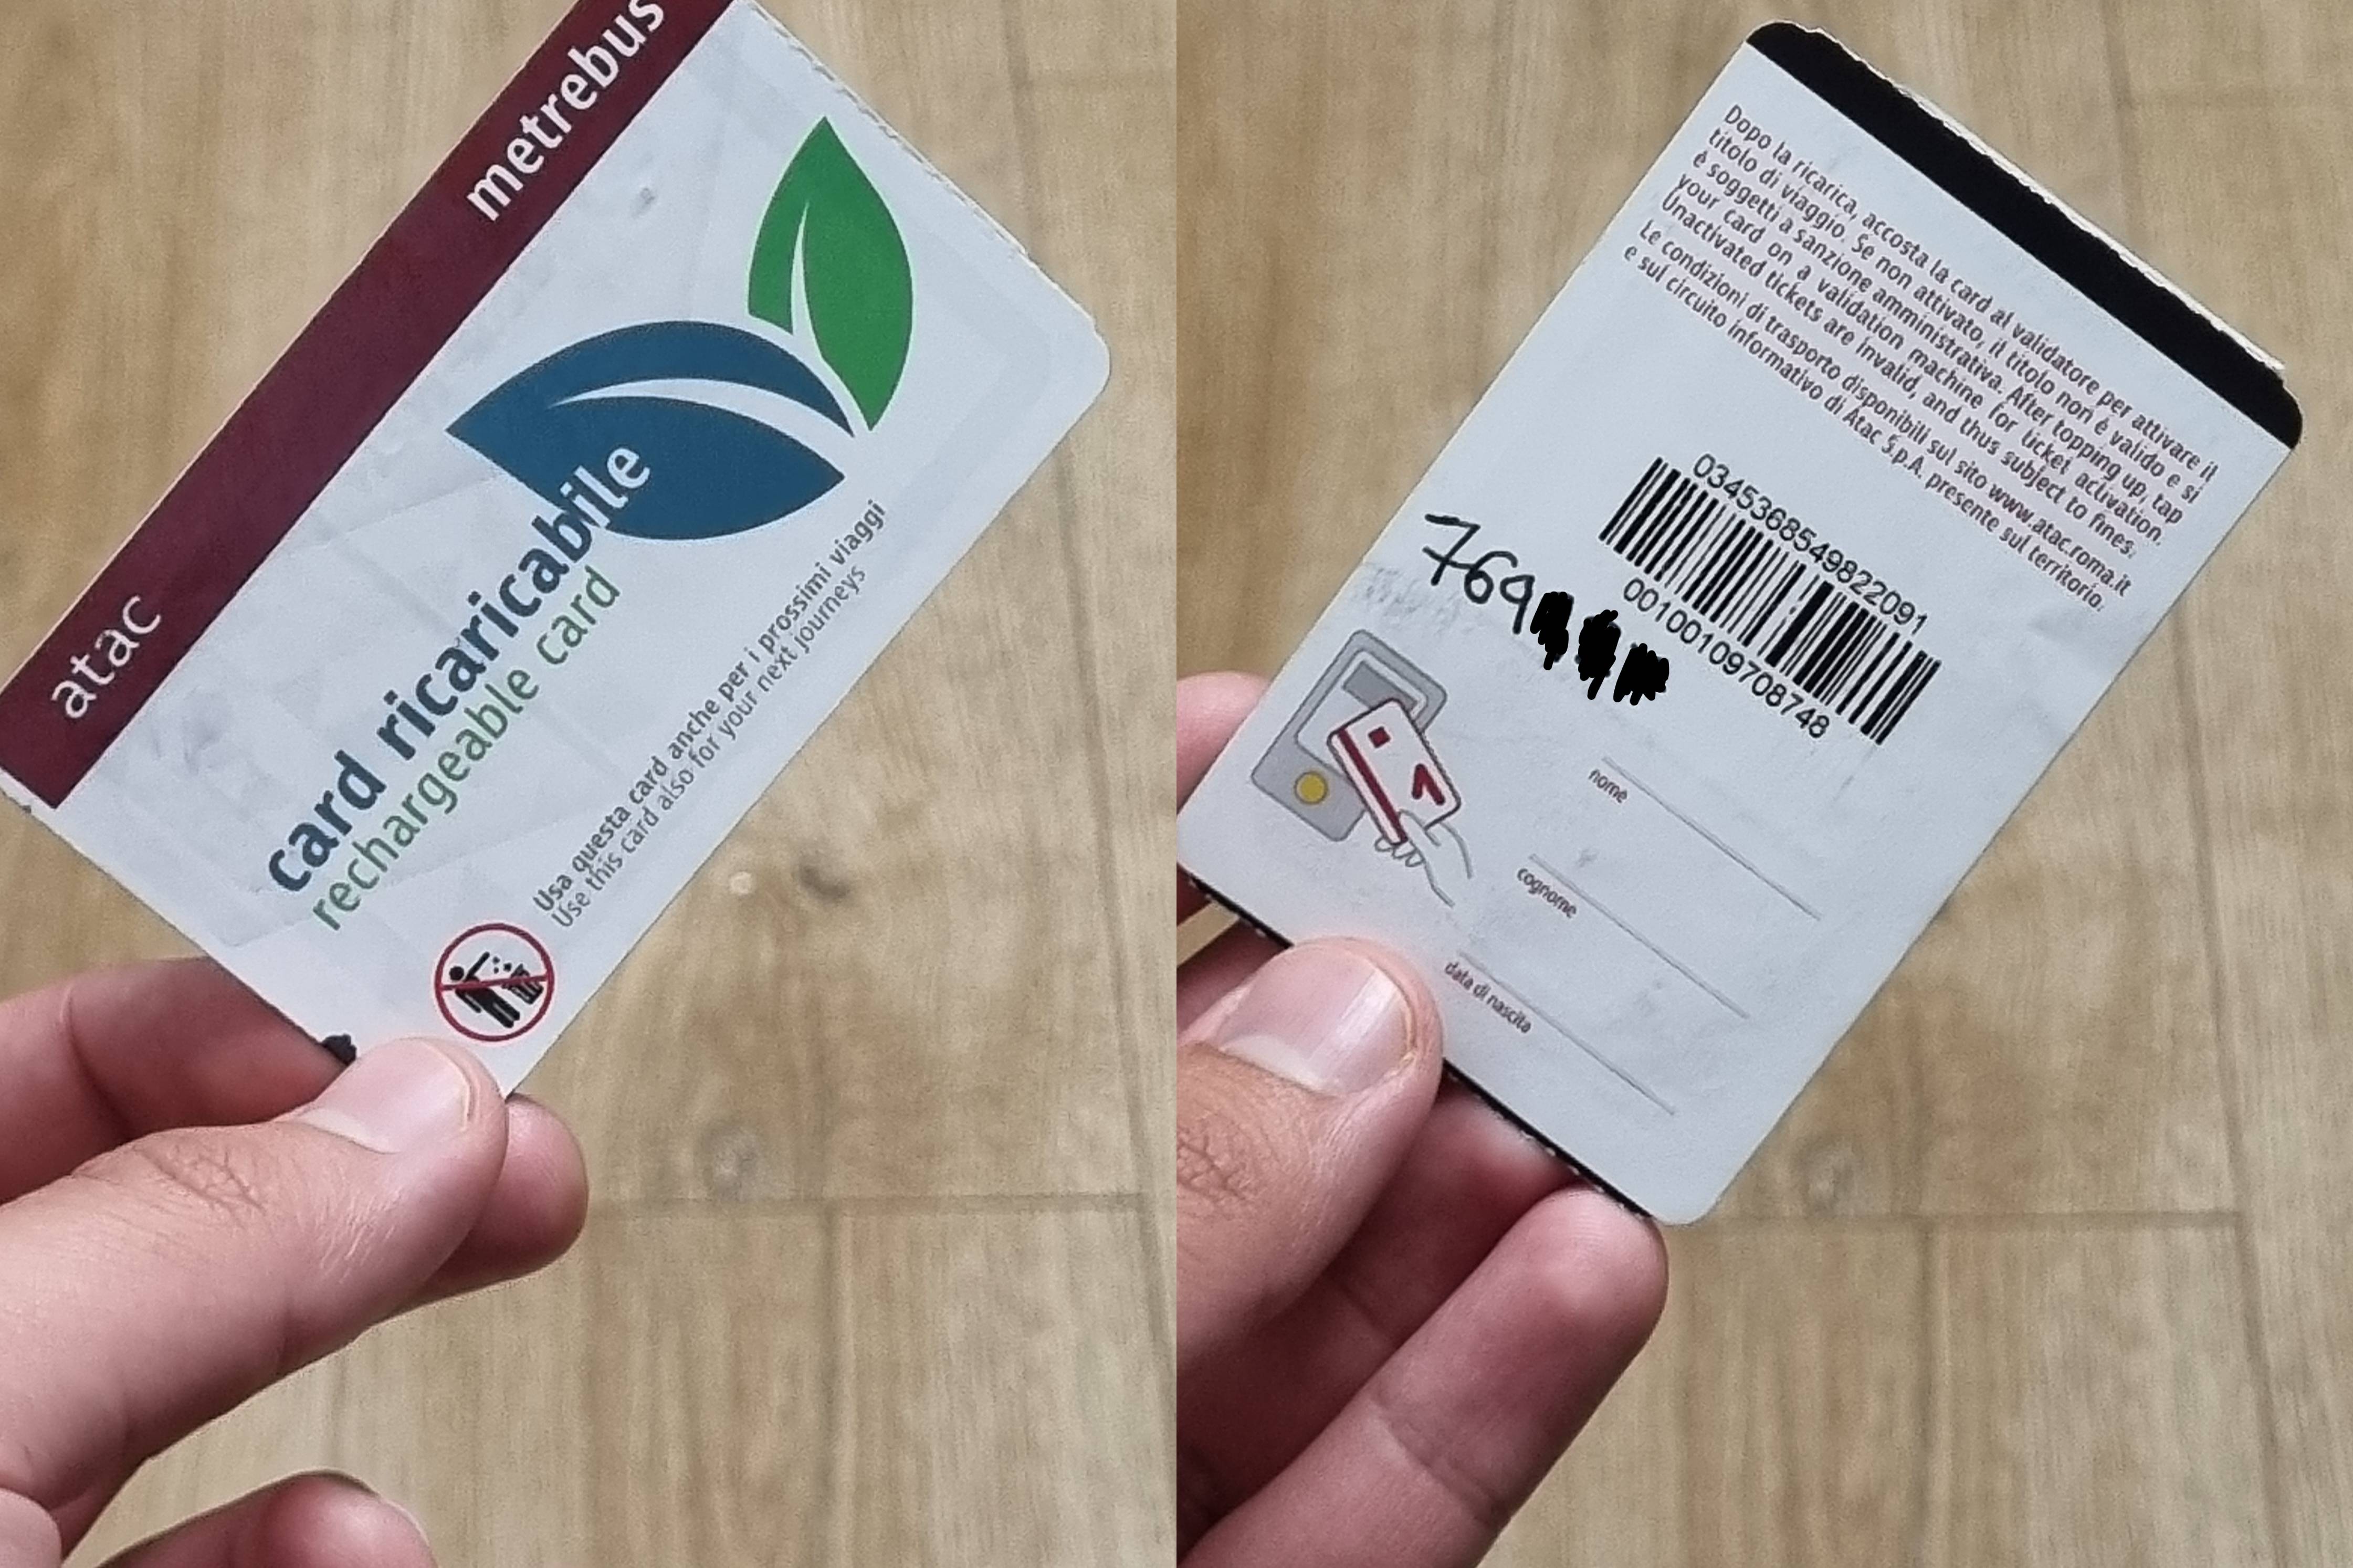 atac metrebus
card ricaricabile
rechargeable card
Usa questa card anche per i prossimi viaggi
Use this card also for your next journeys
Dopo la ricarica, accosta la card al validatore per attivare il
titolo di viaggio. Se non attivato, il titolo non è valido e si
è soggetti a sanzione amministrativa. After topping up, tap
your card on a validation machine for ticket activation.
Unactivated tickets are invalid, and thus subject to fines.
Le condizioni di trasporto disponibili sul sito www.atac.roma.it
e sul circuito informativo di Atac S.p.A. presente sul territorio.
0345368549822091
00100109708748
769
nome
cognome
data di nascita